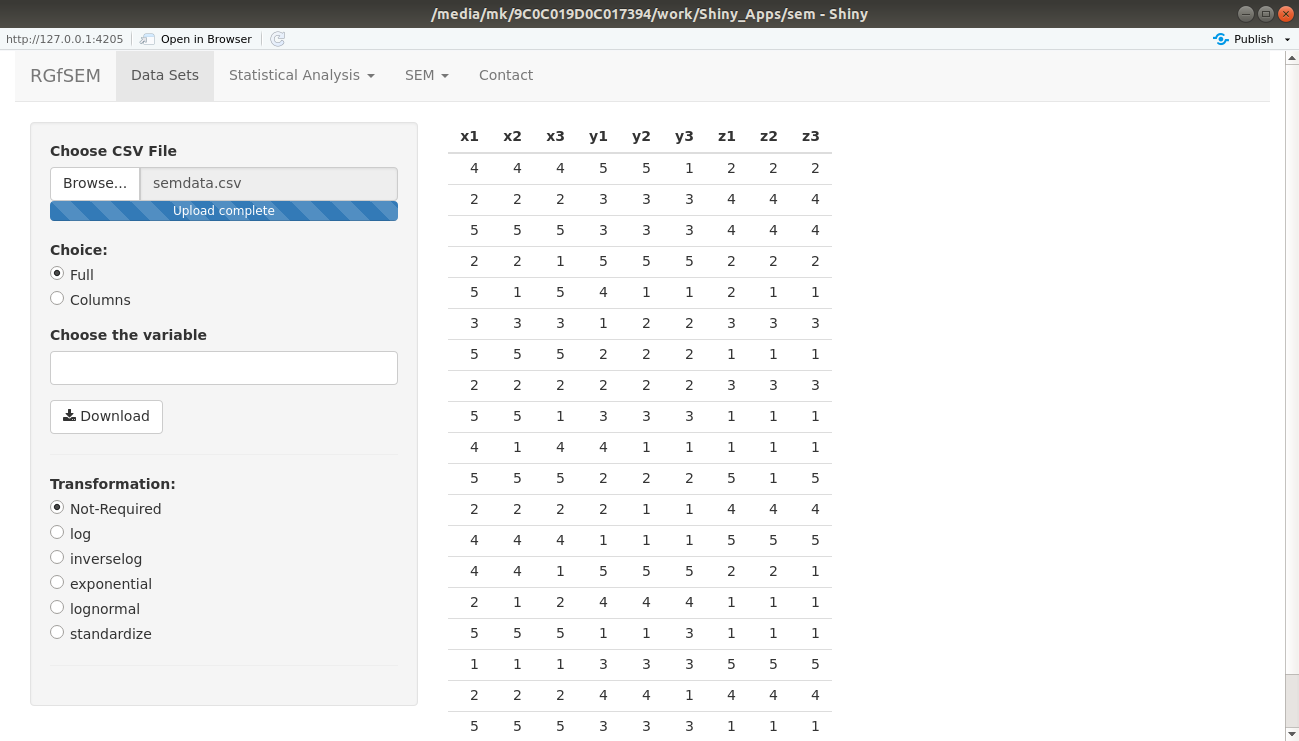 /media/mk/9C0C019D0C017394/work/Shiny_Apps/sem - Shiny
http://127.0.0.1:4205 Open in Browser Publish
RGfSEM Data Sets Statistical Analysis SEM Contact
Choose CSV File
Browse... semdata.csv
Upload complete
Choice:
Full
Columns
Choose the variable
Download
Transformation:
Not-Required
log
inverselog
exponential
lognormal
standardize
x1 x2 x3 y1 y2 y3 z1 z2 z3
4 4 4 5 5 1 2 2 2
2 2 2 3 3 3 4 4 4
5 5 5 3 3 3 4 4 4
2 2 1 5 5 5 2 2 2
5 1 5 4 1 1 2 1 1
3 3 3 1 2 2 3 3 3
5 5 5 2 2 2 1 1 1
2 2 2 2 2 2 3 3 3
5 5 1 3 3 3 1 1 1
4 1 4 4 1 1 1 1 1
5 5 5 2 2 2 5 1 5
2 2 2 2 1 1 4 4 4
4 4 4 1 1 1 5 5 5
4 4 1 5 5 5 2 2 1
2 1 2 4 4 4 1 1 1
5 5 5 1 1 3 1 1 1
1 1 1 3 3 3 5 5 5
2 2 2 4 4 1 4 4 4
5 5 5 3 3 3 1 1 1